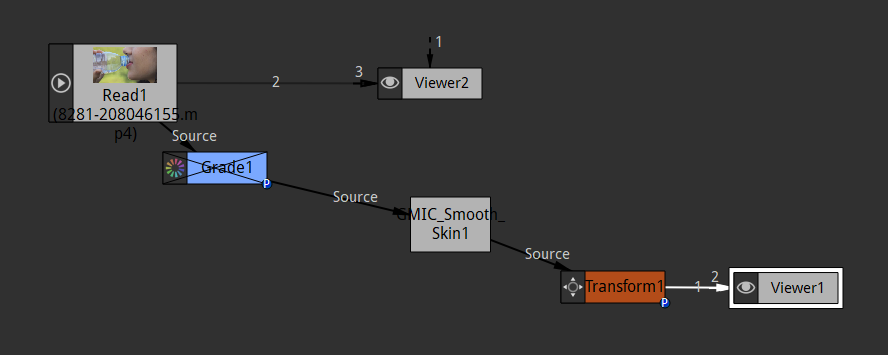 1
3
2
Viewer2
Read1
(8281-208046155.m
p4)
Source
Grade1
P
Source
GMIC_Smooth_
Skin1
Source
Transform1
P
1
2
Viewer1